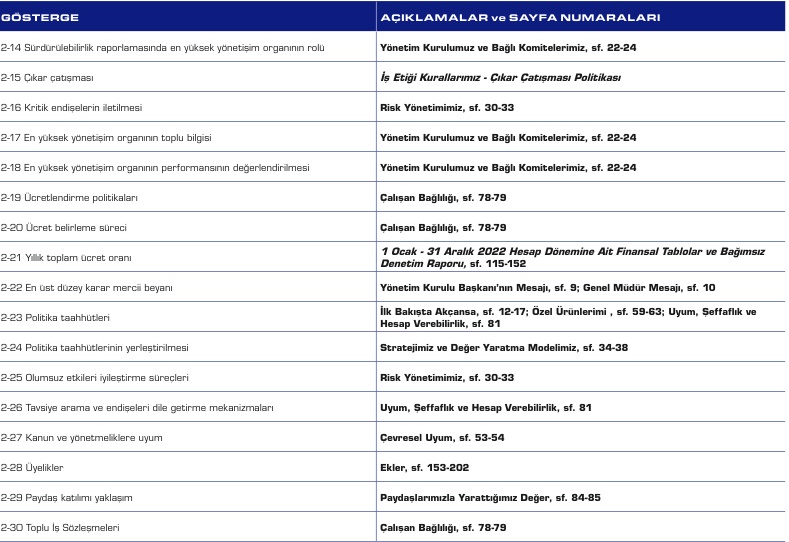 GÖSTERGE AÇIKLAMALAR ve SAYFA NUMARALARI
2-14 Sürdürülebilirlik raporlamasında en yüksek yönetişim organının rolü Yönetim Kurulumuz ve Bağlı Komitelerimiz, sf. 22-24
2-15 Çıkar çatışması İş Etiği Kurallarımız - Çıkar Çatışması Politikası
2-16 Kritik endişelerin iletilmesi Risk Yönetimimiz, sf. 30-33
2-17 En yüksek yönetişim organının toplu bilgisi Yönetim Kurulumuz ve Bağlı Komitelerimiz, sf. 22-24
2-18 En yüksek yönetişim organının performansının değerlendirilmesi Yönetim Kurulumuz ve Bağlı Komitelerimiz, sf. 22-24
2-19 Ücretlendirme politikaları Çalışan Bağlılığı, sf. 78-79
2-20 Ücret belirleme süreci Çalışan Bağlılığı, sf. 78-79
2-21 Yıllık toplam ücret oranı 1 Ocak - 31 Aralık 2022 Hesap Dönemine Ait Finansal Tablolar ve Bağımsız
Denetim Raporu, sf. 115-152
2-22 En üst düzey karar mercii beyanı Yönetim Kurulu Başkanı'nın Mesajı, sf. 9; Genel Müdür Mesajı, sf. 10
2-23 Politika taahhütleri İlk Bakışta Akçansa, sf. 12-17; Özel Ürünlerimi , sf. 59-63; Uyum, Şeffaflık ve
Hesap Verebilirlik, sf. 81
2-24 Politika taahhütlerinin yerleştirilmesi Stratejimiz ve Değer Yaratma Modelimiz, sf. 34-38
2-25 Olumsuz etkileri iyileştirme süreçleri Risk Yönetimimiz, sf. 30-33
2-26 Tavsiye arama ve endişeleri dile getirme mekanizmaları Uyum, Şeffaflık ve Hesap Verebilirlik, sf. 81
2-27 Kanun ve yönetmeliklere uyum Çevresel Uyum, sf. 53-54
2-28 Üyelikler Ekler, sf. 153-202
2-29 Paydaş katılımı yaklaşım Paydaşlarımızla Yarattığımız Değer, sf. 84-85
2-30 Toplu İş Sözleşmeleri Çalışan Bağlılığı, sf. 78-79